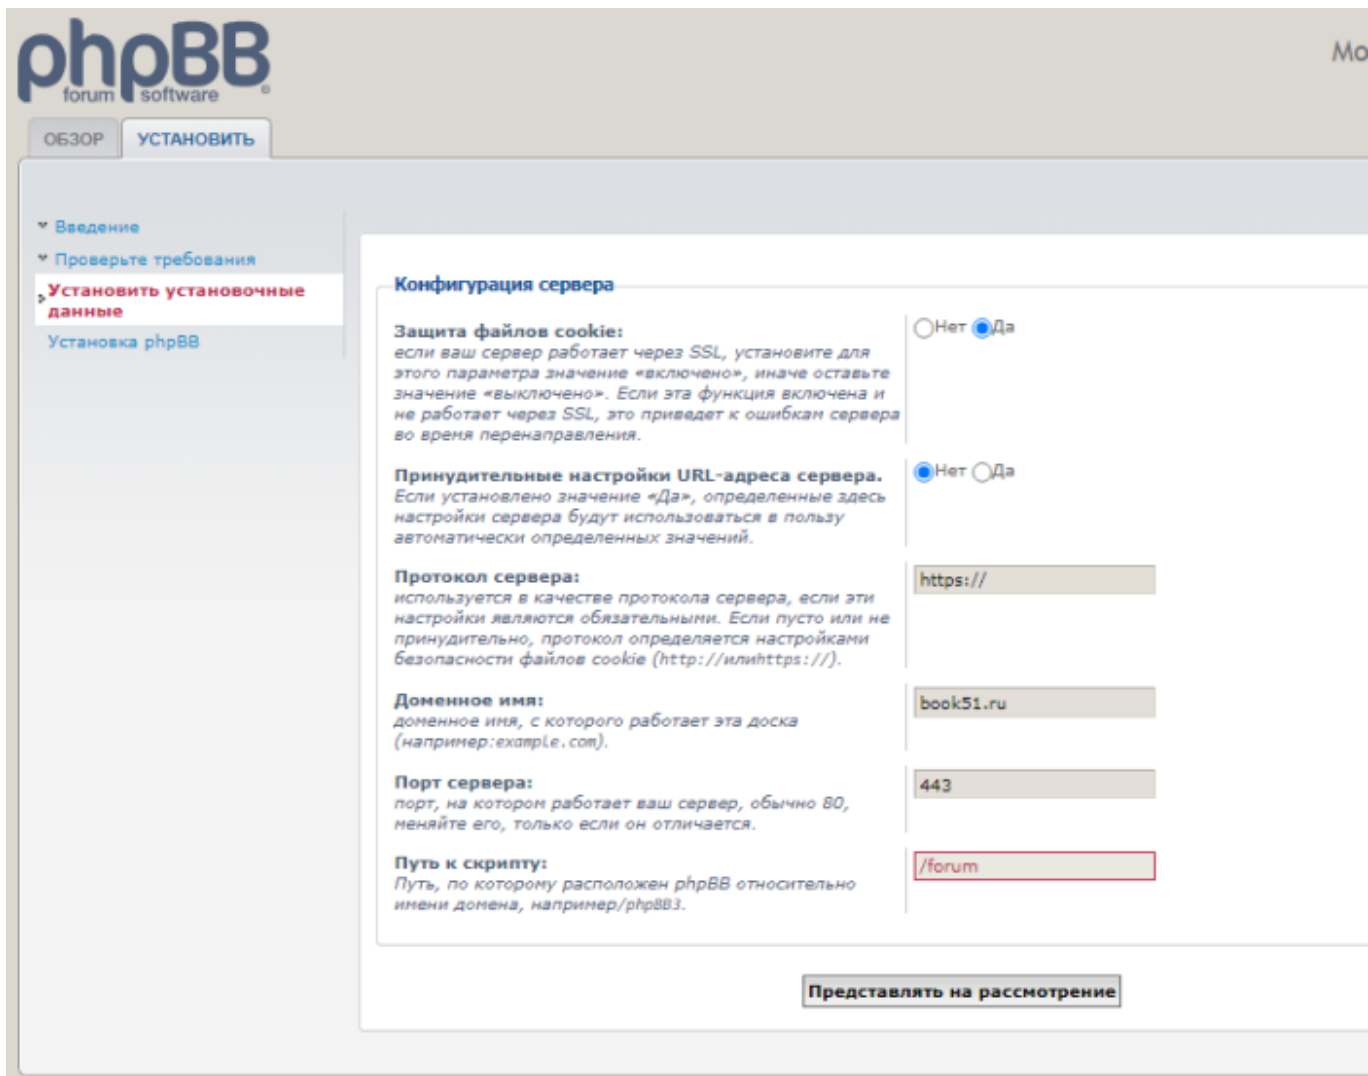 phpBB
forum software
Mo
ОБЗОР
УСТАНОВИТЬ
Введение
Проверьте требования
Установить установочные
данные
Установка phpBB
Конфигурация сервера
Защита файлов cookie:
если ваш сервер работает через SSL, установите для
этого параметра значение «включено», иначе оставьте
значение «выключено». Если эта функция включена и
не работает через SSL, это приведет к ошибкам сервера
во время перенаправления.
Нет Да
Принудительные настройки URL-адреса сервера.
Если установлено значение «Да», определенные здесь
настройки сервера будут использоваться в пользу
автоматически определенных значений.
Нет Да
Протокол сервера:
используется в качестве протокола сервера, если эти
настройки являются обязательными. Если пусто или не
принудительно, протокол определяется настройками
безопасности файлов cookie (http://илиhttps://).
https://
Доменное имя:
доменное имя, с которого работает эта доска
(например:example.com).
book51.ru
Порт сервера:
порт, на котором работает ваш сервер, обычно 80,
меняйте его, только если он отличается.
443
Путь к скрипту:
Путь, по которому расположен phpBB относительно
имени домена, например/phpBB3.
/forum
Представлять на рассмотрение